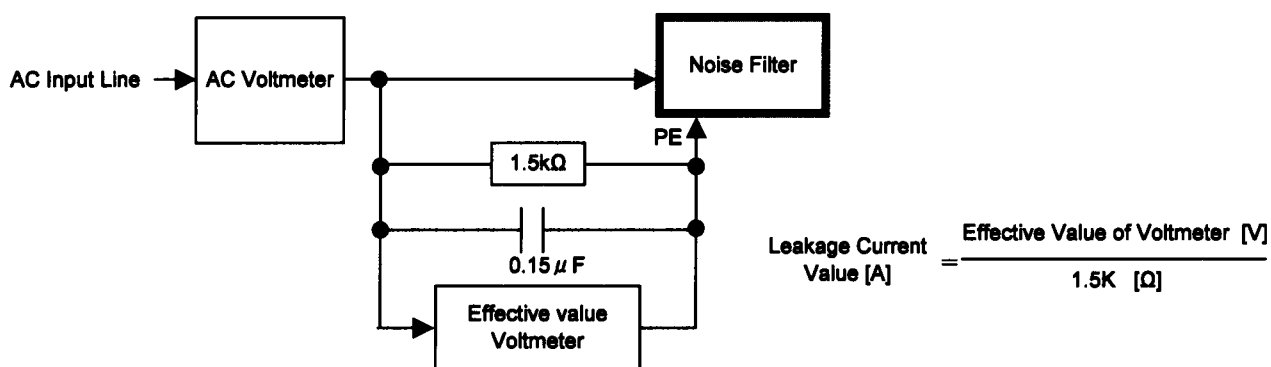 Noise Filter
AC Input Line
AC Voltmeter
PE
1.5kΩ
0.15μF
Effective value
Voltmeter
Leakage Current
Value [A]
=
Effective Value of Voltmeter [V]
1.5K [Ω]